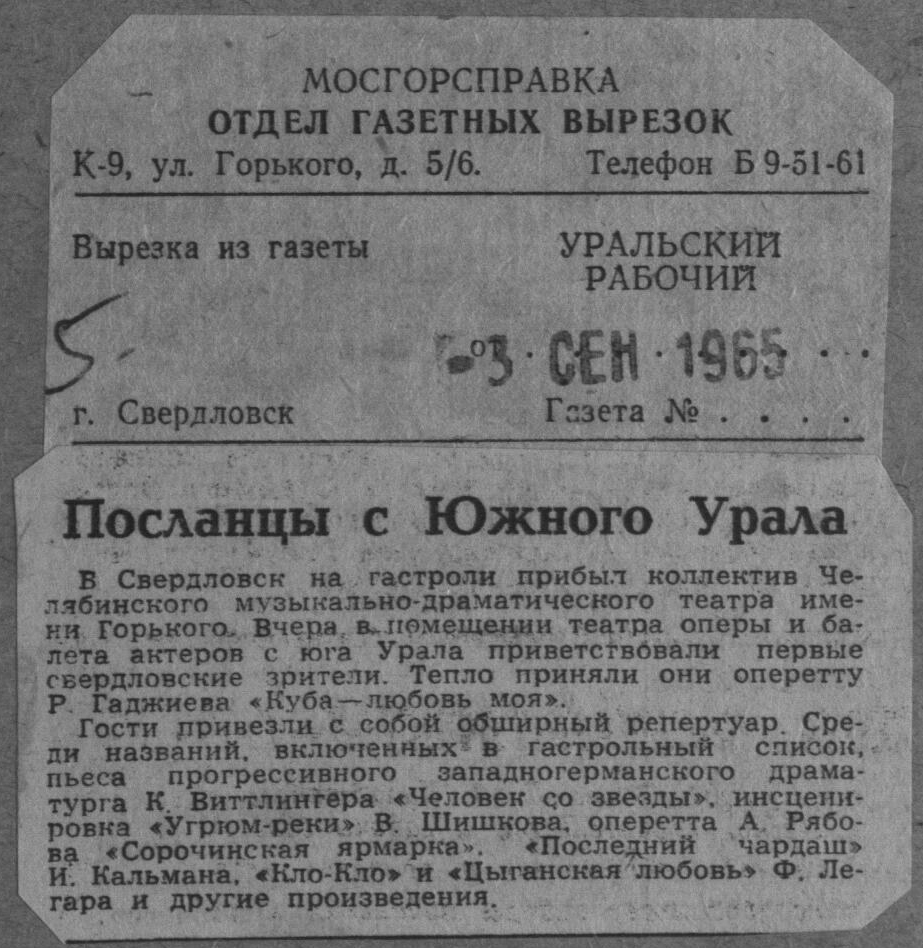 МОСГОРСПРАВКА
ОТДЕЛ ГАЗЕТНЫХ ВЫРЕЗОК
К-9, ул. Горького, д. 5/6. Телефон Б 9-51-61
Вырезка из газеты
УРАЛЬСКИЙ
РАБОЧИЙ
5.
от -3 СЕН 1965 . .
г. Свердловск Газета № . . . .
Посланцы с Южного Урала
В Свердловск на гастроли прибыл коллектив Че-
лябинского музыкально-драматического театра име-
ни Горького. Вчера в помещении театра оперы и ба-
лета актеров с юга Урала приветствовали первые
свердловские зрители. Тепло приняли они оперетту
Р. Гаджиева «Куба—любовь моя».
Гости привезли с собой обширный репертуар. Сре-
ди названий, включенных в гастрольный список,
пьеса прогрессивного западногерманского драма-
турга К. Виттлингера «Человек со звезды», инсцени-
ровка «Угрюм-реки» В. Шишкова, оперетта А. Рябо-
ва «Сорочинская ярмарка», «Последний чардаш»
И. Кальмана, «Кло-Кло» и «Цыганская любовь» Ф. Ле-
гара и другие произведения.